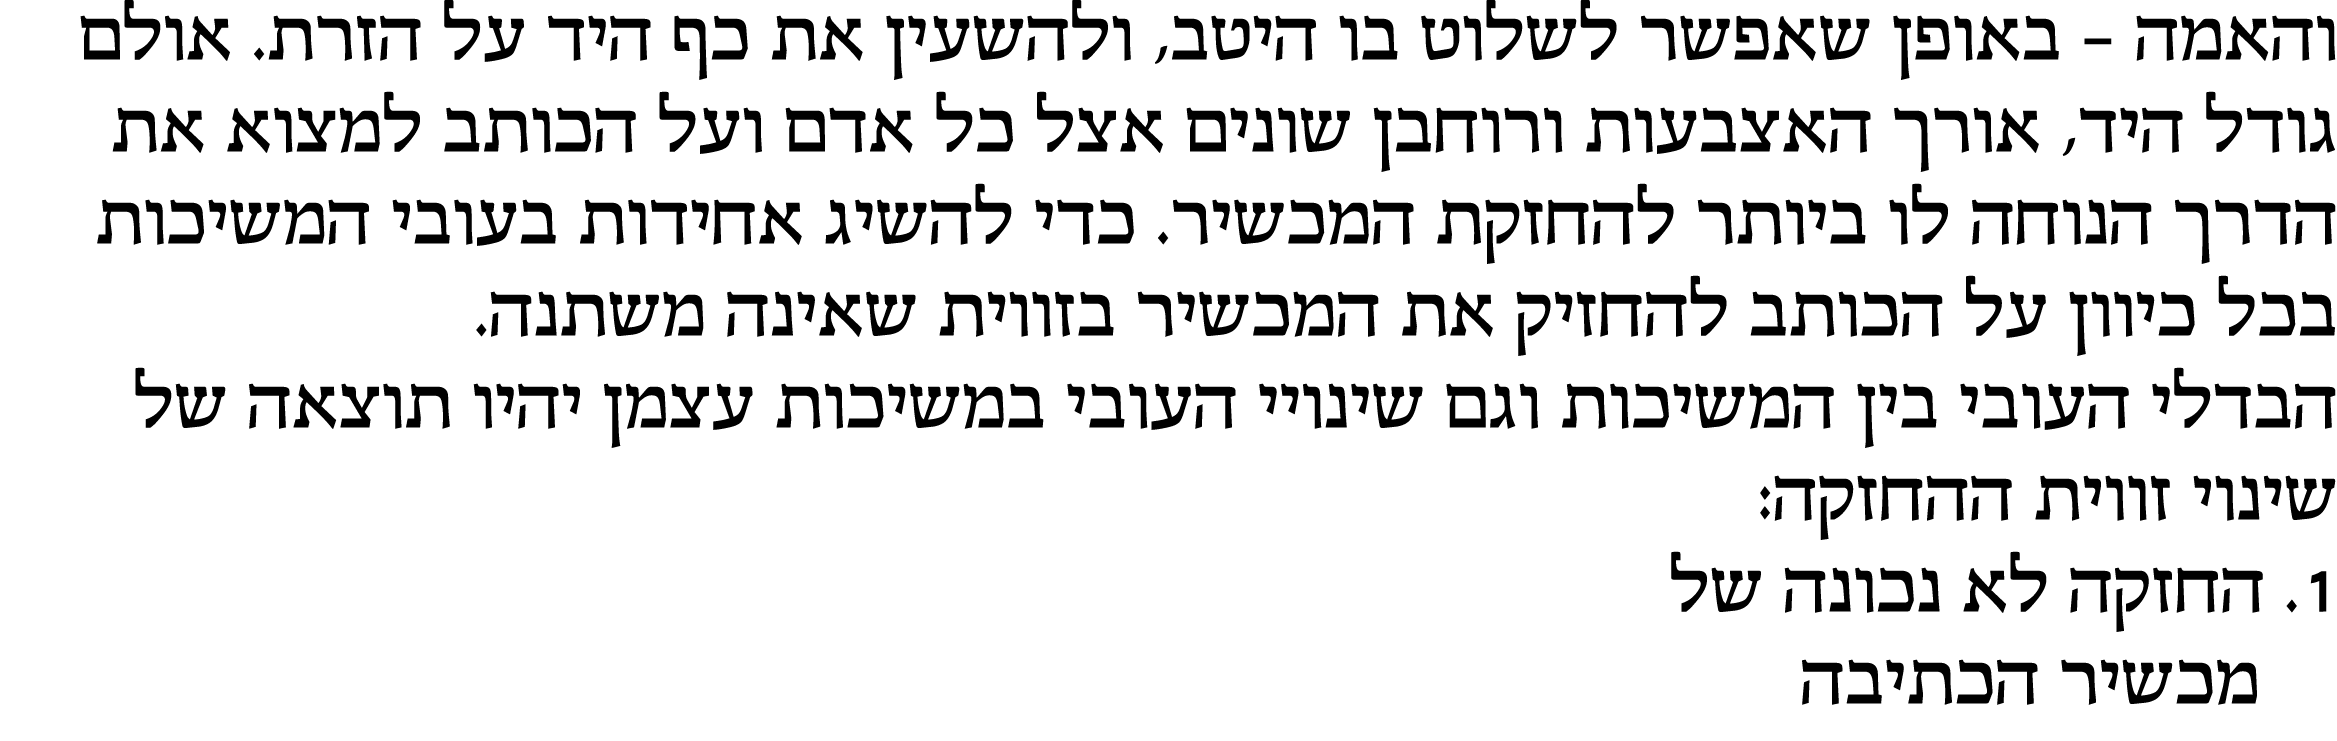 והאמה – באופן שאפשר לשלוט בו היטב, ולהשעין את כף היד על הזרת. אולם
גודל היד, אורך האצבעות ורוחבן שונים אצל כל אדם ועל הכותב למצוא את
הדרך הנוחה לו ביותר להחזקת המכשיר. כדי להשיג אחידות בעובי המשיכות
בכל כיוון על הכותב להחזיק את המכשיר בזווית שאינה משתנה.
הבדלי העובי בין המשיכות וגם שינויי העובי במשיכות עצמן יהיו תוצאה של
שינוי זווית ההחזקה:
1. החזקה לא נכונה של
מכשיר הכתיבה